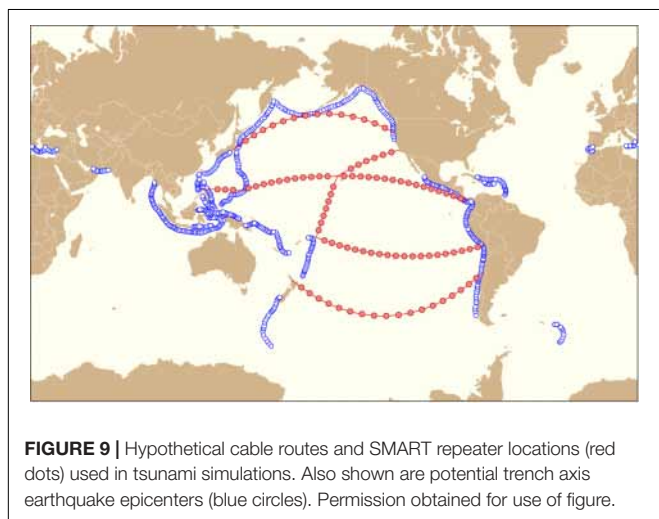 FIGURE 9 | Hypothetical cable routes and SMART repeater locations (red
dots) used in tsunami simulations. Also shown are potential trench axis
earthquake epicenters (blue circles). Permission obtained for use of figure.